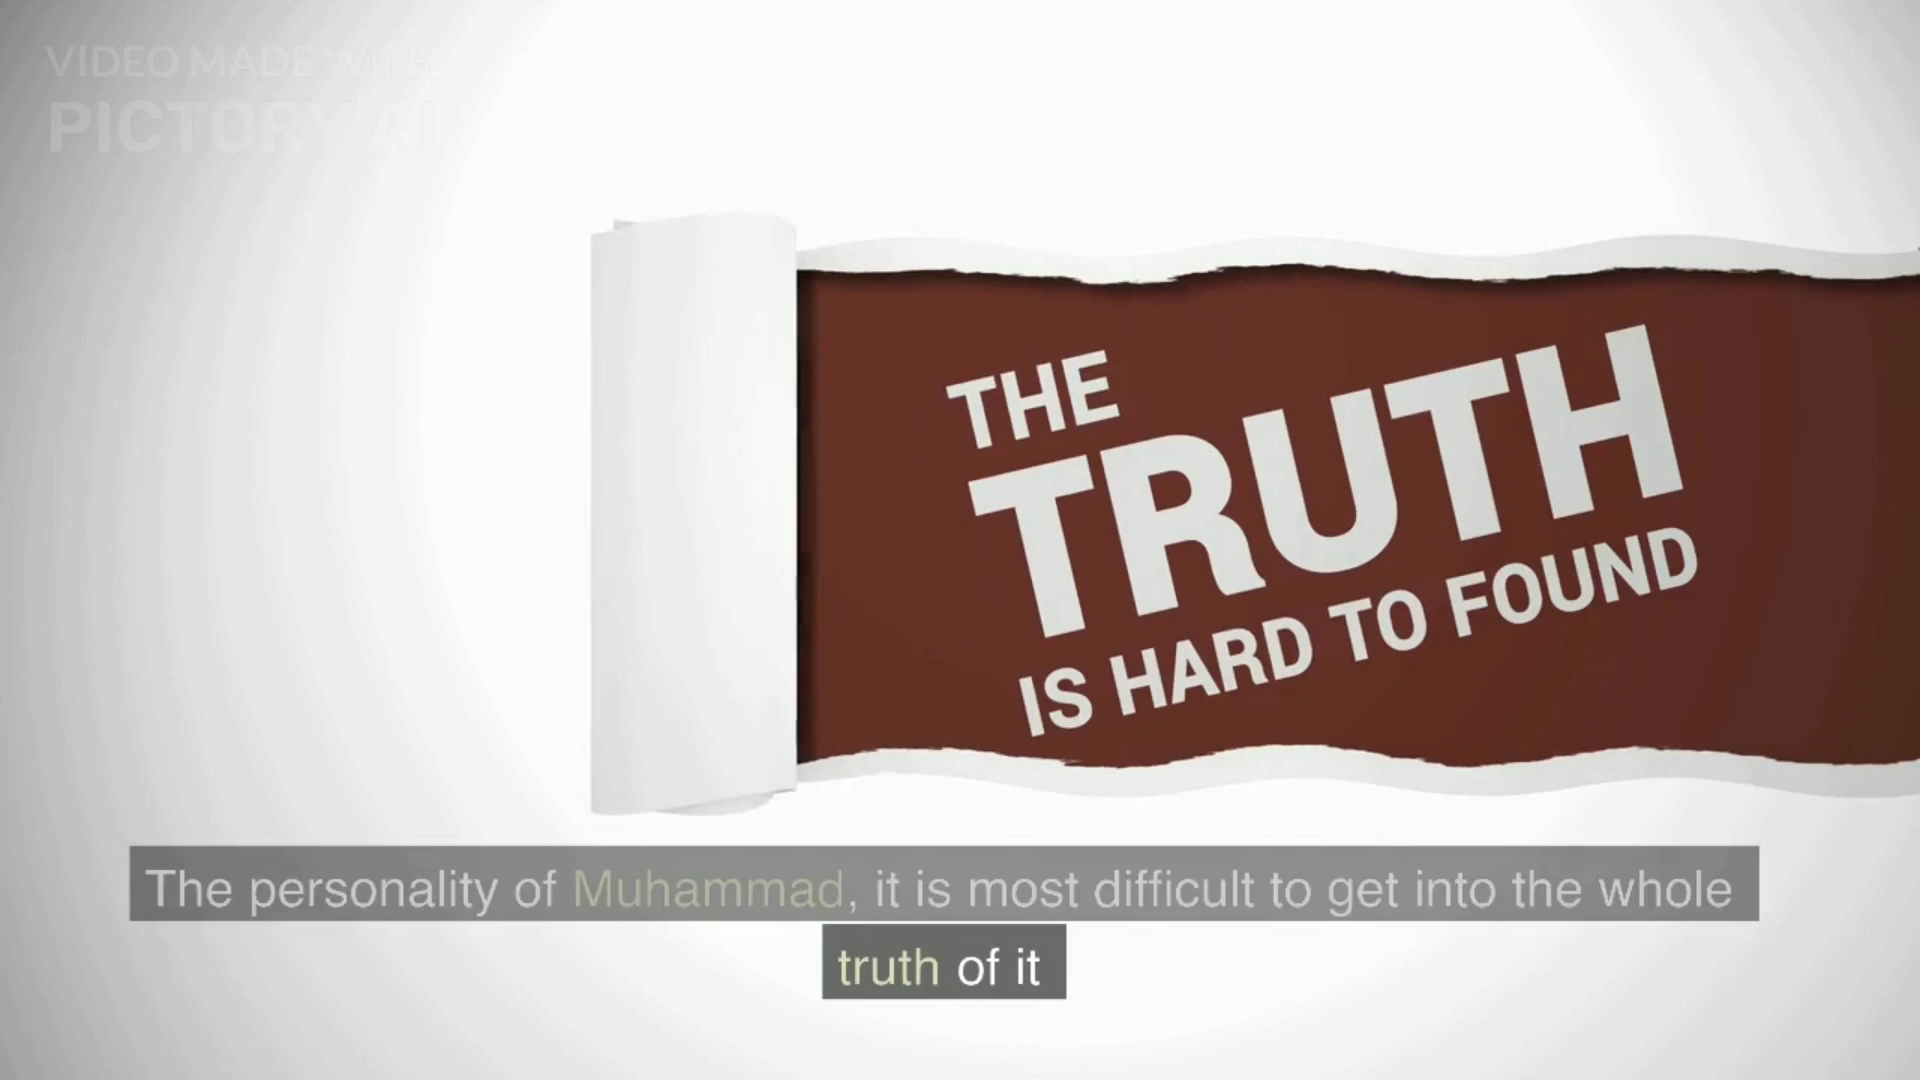 VIDEO MADE WITH
PICTORY.AI
THE
TRUTH
IS HARD TO FOUND
The personality of Muhammad, it is most difficult to get into the whole
truth of it